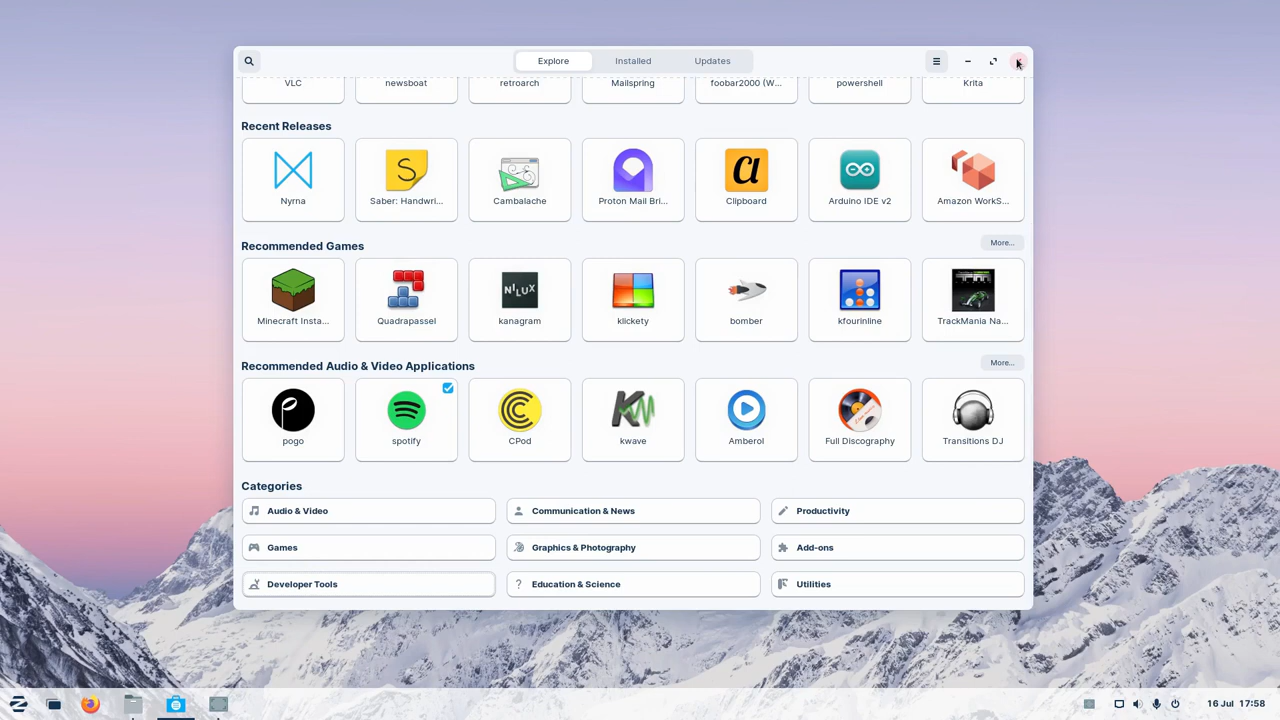 Explore Installed Updates
VLC newsboat retroarch Mailspring foobar2000 (W... powershell Krita
Recent Releases
Nyrna Saber: Handwri... Cambalache Proton Mail Bri... Clipboard Arduino IDE v2 Amazon WorkS...
Recommended Games More...
NILUX
Minecraft Insta... Quadrapassel kanagram klickety bomber kfourinline TrackMania Na...
Recommended Audio & Video Applications More...
pogo spotify CPod kwave Amberol Full Discography Transitions DJ
Categories
Audio & Video Communication & News Productivity
Games Graphics & Photography Add-ons
Developer Tools Education & Science Utilities
16 Jul 17:58